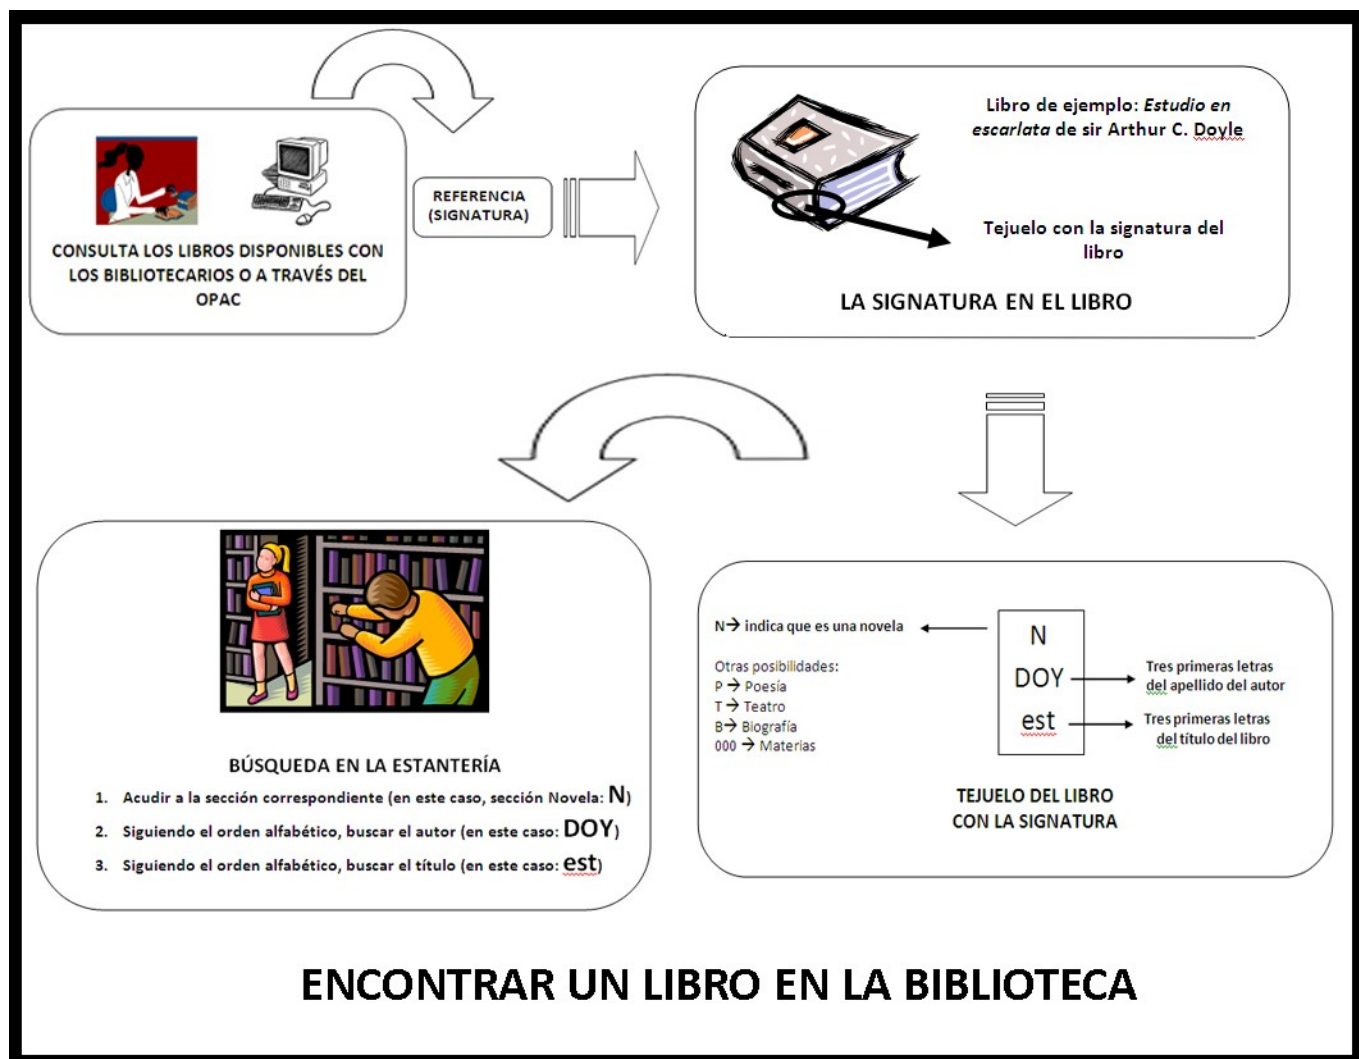 CONSULTA LOS LIBROS DISPONIBLES CON
LOS BIBLIOTECARIOS O A TRAVÉS DEL
OPAC
REFERENCIA
(SIGNATURA)
Libro de ejemplo: Estudio en
escarlata de sir Arthur C. Doyle
Tejuelo con la signatura del
libro
LA SIGNATURA EN EL LIBRO
N→ indica que es una novela
Otras posibilidades:
P → Poesía
T → Teatro
B→ Biografía
000 → Materias
N
DOY
est
Tres primeras letras
del apellido del autor
Tres primeras letras
del título del libro
TEJUELO DEL LIBRO
CON LA SIGNATURA
BÚSQUEDA EN LA ESTANTERÍA
1. Acudir a la sección correspondiente (en este caso, sección Novela: N)
2. Siguiendo el orden alfabético, buscar el autor (en este caso: DOY)
3. Siguiendo el orden alfabético, buscar el título (en este caso: est)
ENCONTRAR UN LIBRO EN LA BIBLIOTECA